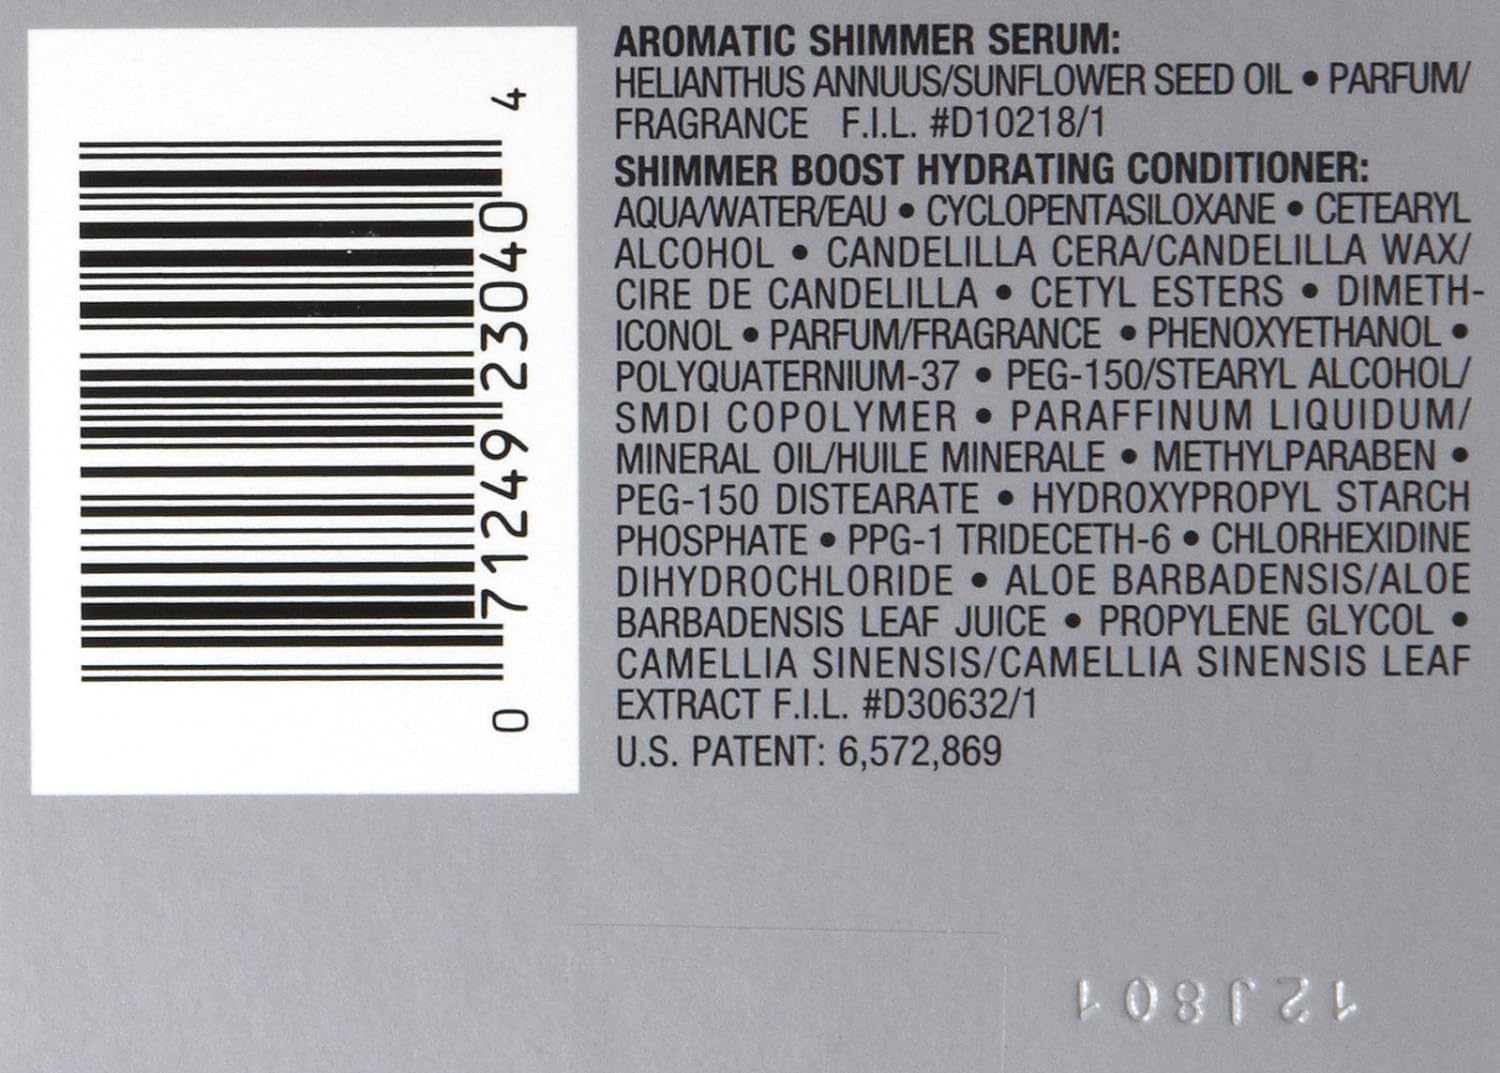 0 71249 23040 4
AROMATIC SHIMMER SERUM:
HELIANTHUS ANNUUS/SUNFLOWER SEED OIL • PARFUM/
FRAGRANCE F.I.L. #D10218/1
SHIMMER BOOST HYDRATING CONDITIONER:
AQUA/WATER/EAU • CYCLOPENTASILOXANE • CETEARYL
ALCOHOL • CANDELILLA CERA/CANDELILLA WAX/
CIRE DE CANDELILLA • CETYL ESTERS • DIMETH-
ICONOL • PARFUM/FRAGRANCE • PHENOXYETHANOL •
POLYQUATERNIUM-37 • PEG-150/STEARYL ALCOHOL/
SMDI COPOLYMER • PARAFFINUM LIQUIDUM/
MINERAL OIL/HUILE MINERALE • METHYLPARABEN •
PEG-150 DISTEARATE • HYDROXYPROPYL STARCH
PHOSPHATE • PPG-1 TRIDECETH-6 • CHLORHEXIDINE
DIHYDROCHLORIDE • ALOE BARBADENSIS/ALOE
BARBADENSIS LEAF JUICE • PROPYLENE GLYCOL •
CAMELLIA SINENSIS/CAMELLIA SINENSIS LEAF
EXTRACT F.I.L. #D30632/1
U.S. PATENT: 6,572,869
12J801